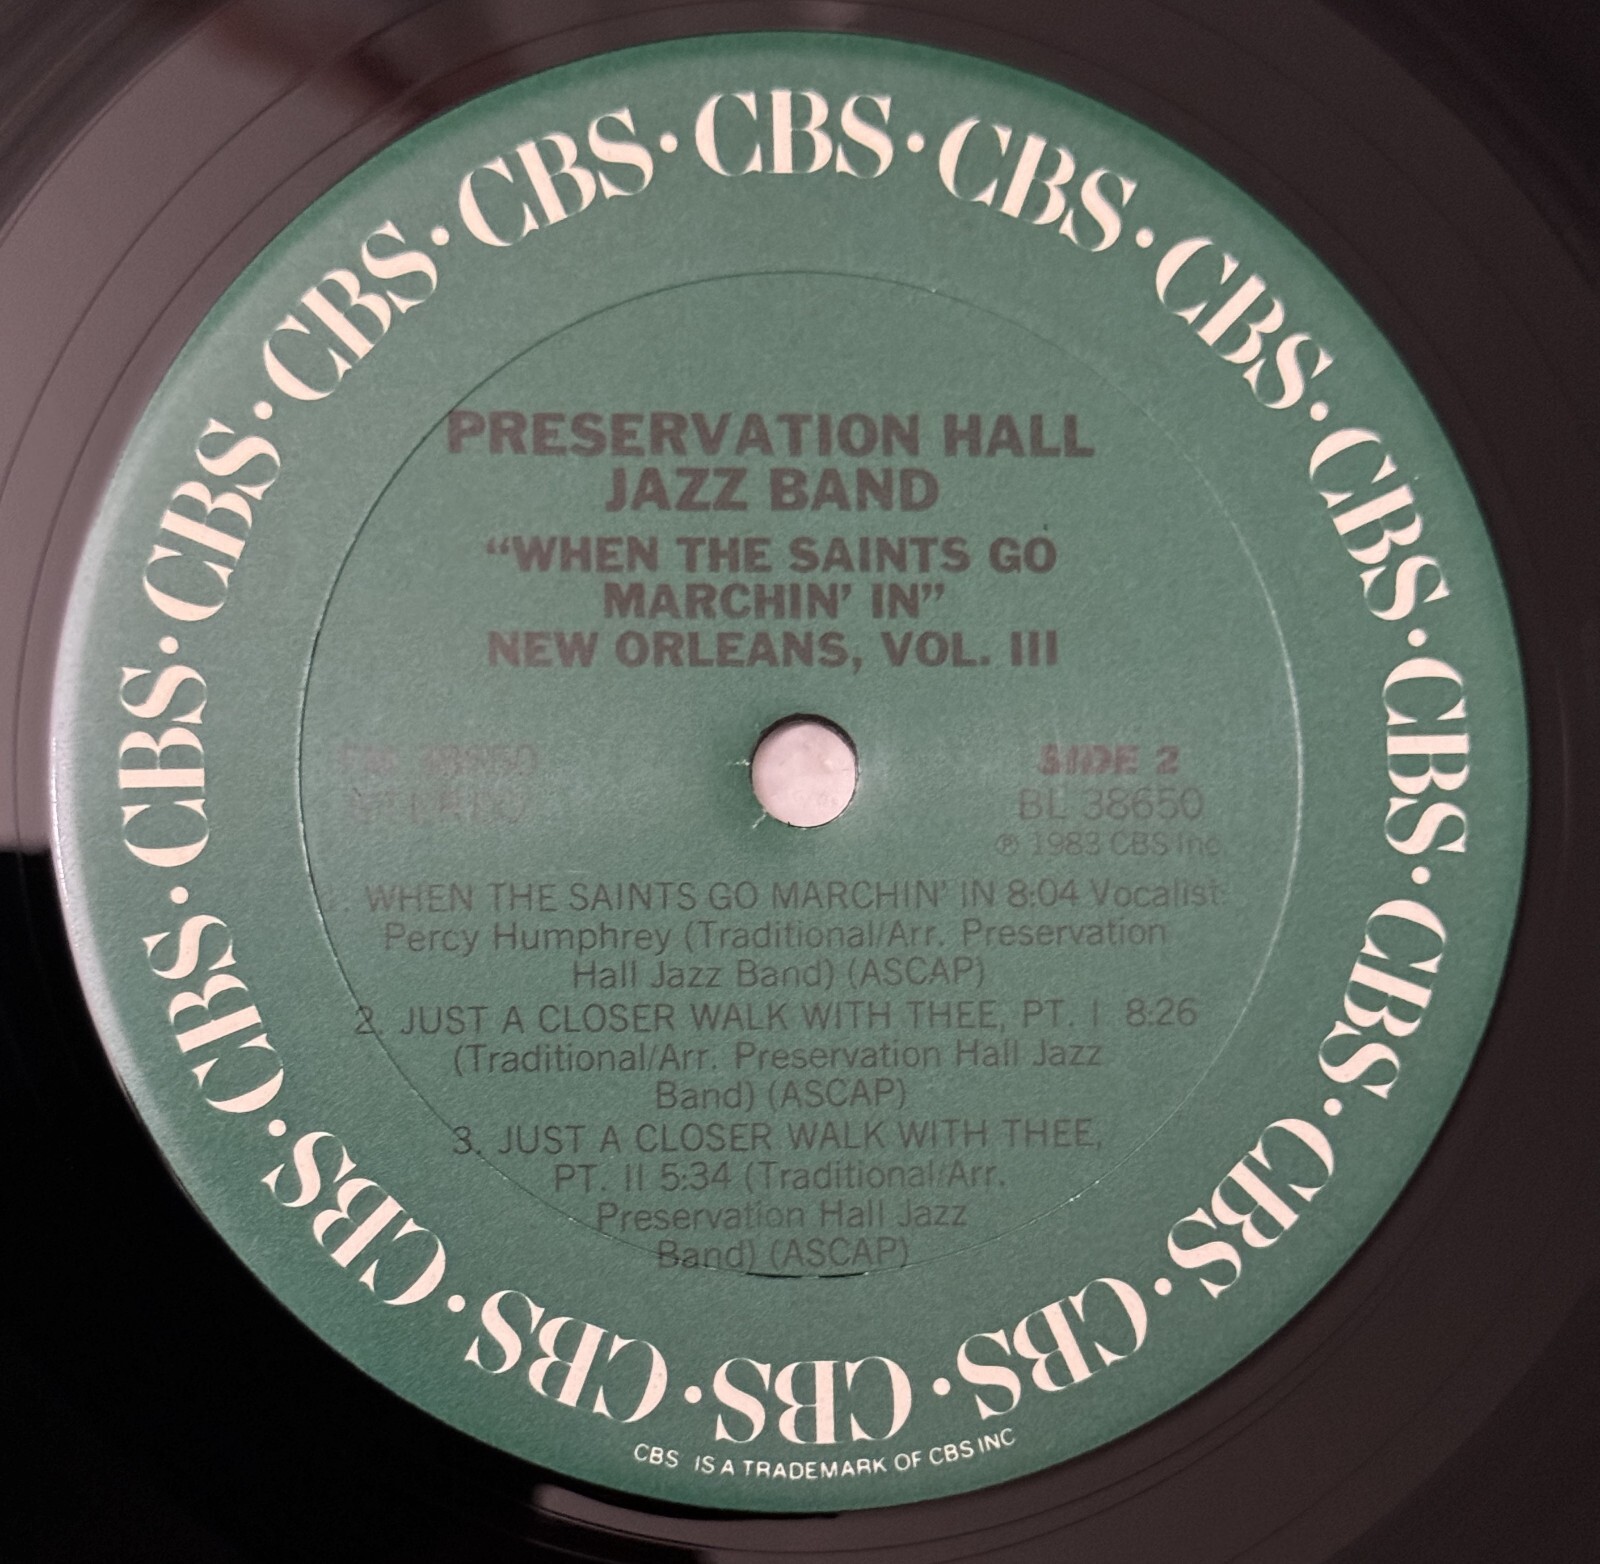 CBS · CBS · CBS · CBS · CBS · CBS · CBS · CBS · CBS · CBS · CBS · CBS · CBS · CBS · CBS · CBS · CBS ·
PRESERVATION HALL
JAZZ BAND
“WHEN THE SAINTS GO
MARCHIN’ IN”
NEW ORLEANS, VOL. III
38650
STEREO
SIDE 2
BL 38650
℗ 1983 CBS Inc.
. WHEN THE SAINTS GO MARCHIN’ IN 8:04 Vocalist:
Percy Humphrey (Traditional/Arr. Preservation
Hall Jazz Band) (ASCAP)
2. JUST A CLOSER WALK WITH THEE, PT. I 8:26
(Traditional/Arr. Preservation Hall Jazz
Band) (ASCAP)
3. JUST A CLOSER WALK WITH THEE,
PT. II 5:34 (Traditional/Arr.
Preservation Hall Jazz
Band) (ASCAP)
CBS IS A TRADEMARK OF CBS INC